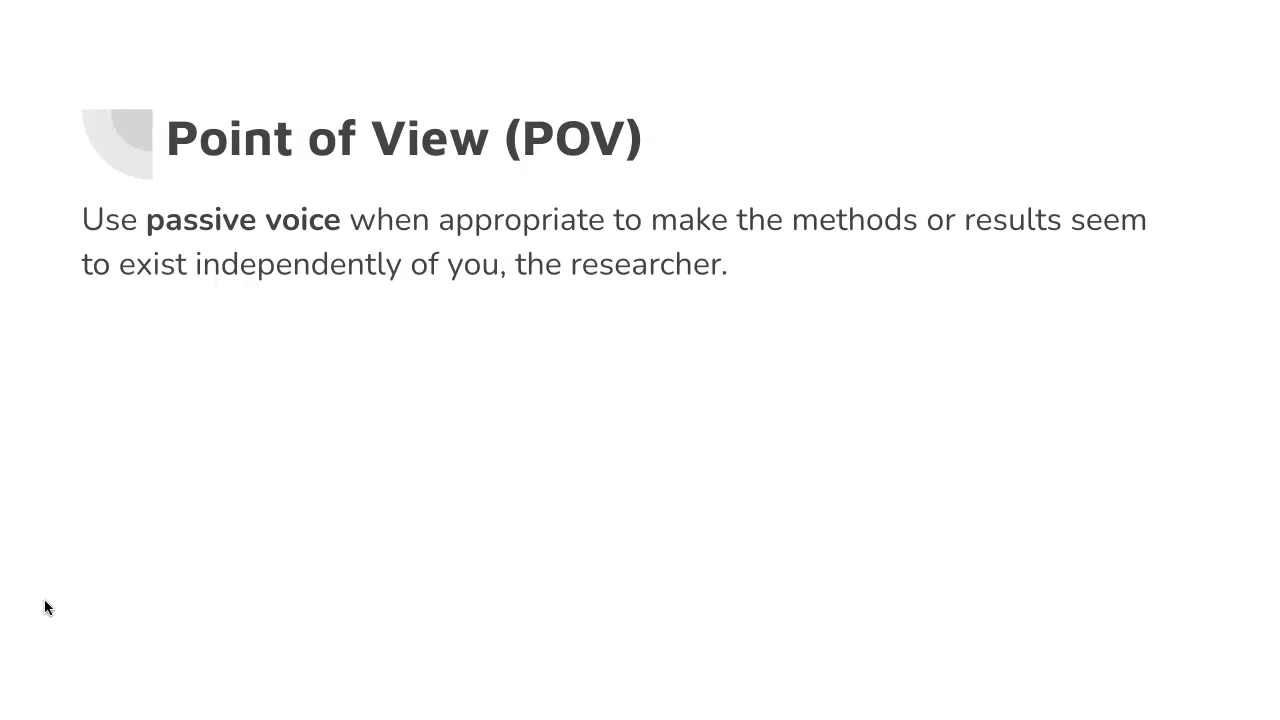 Point of View (POV)
Use passive voice when appropriate to make the methods or results seem
to exist independently of you, the researcher.